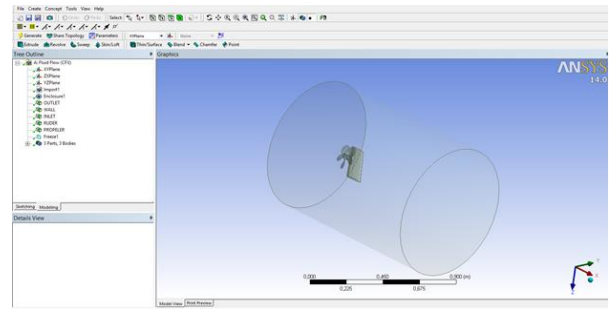 File Create Concept Tools View Help
Select
XYPlane None
Generate Share Topology Parameters
Extrude Revolve Sweep Skin/Loft Thin/Surface Blend Chamfer Point
Tree Outline
Graphics
A: Fluid Flow (CFX)
XYPlane
ZXPlane
YZPlane
Import1
Enclosure1
OUTLET
WALL
INLET
RUDER
PROPELER
Freeze1
3 Parts, 3 Bodies
Sketching Modeling
Details View
ANSYS
14.0
0,000 0,450 0,900 (m)
0,225 0,675
Model View Print Preview